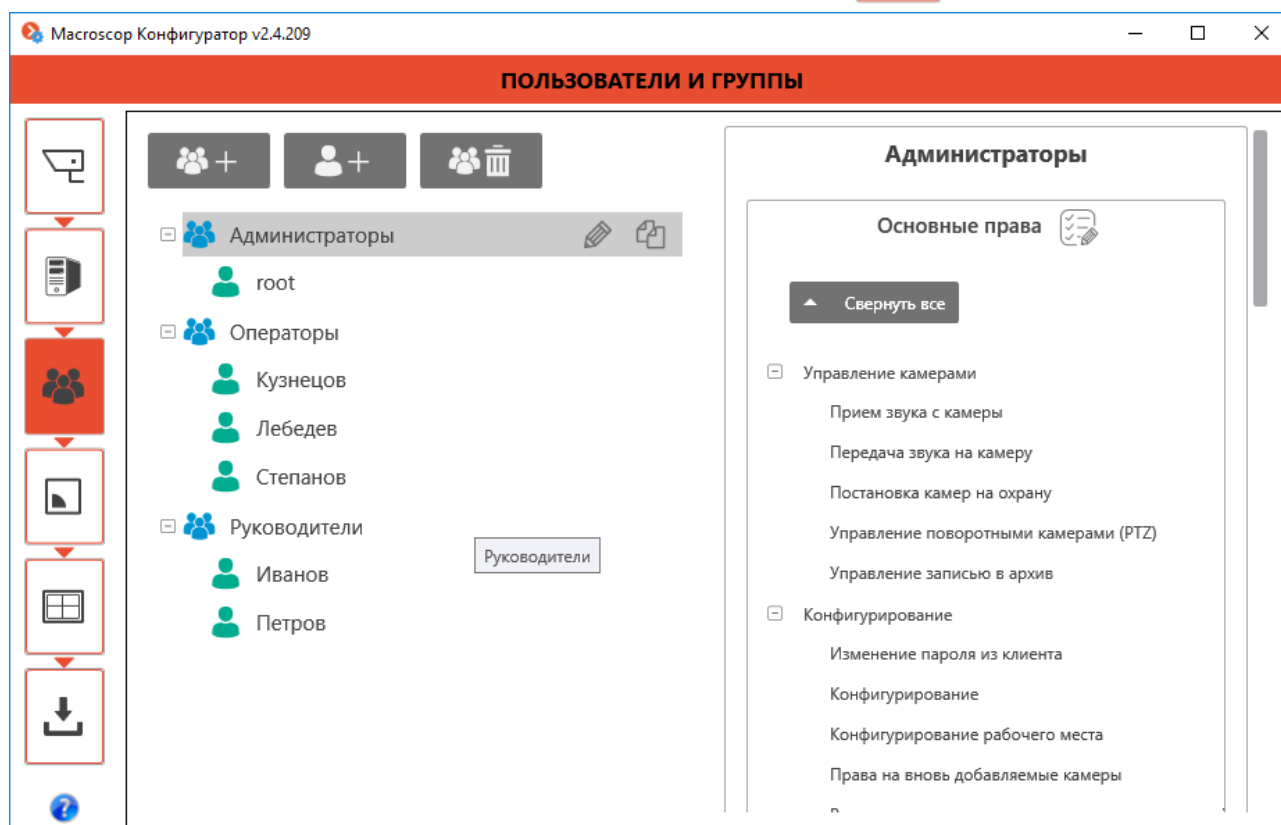 Macroscop Конфигуратор v2.4.209
ПОЛЬЗОВАТЕЛИ И ГРУППЫ
Администраторы
root
Операторы
Кузнецов
Лебедев
Степанов
Руководители
Руководители
Иванов
Петров
Администраторы
Основные права
Свернуть все
Управление камерами
Прием звука с камеры
Передача звука на камеру
Постановка камер на охрану
Управление поворотными камерами (PTZ)
Управление записью в архив
Конфигурирование
Изменение пароля из клиента
Конфигурирование
Конфигурирование рабочего места
Права на вновь добавляемые камеры